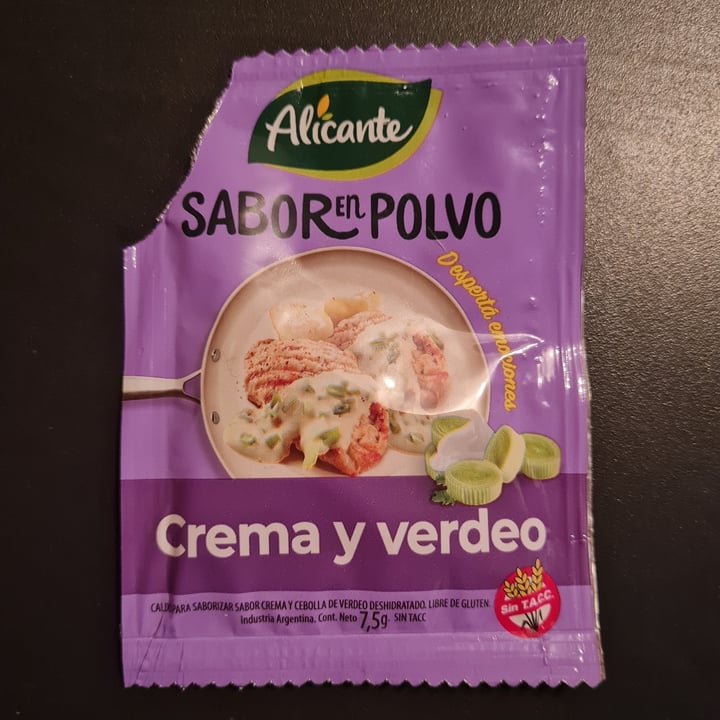 Alicante
SABOR EN POLVO
Despertá emociones
Crema y verdeo
CALDO PARA SABORIZAR SABOR CREMA Y CEBOLLA DE VERDEO DESHIDRATADO. LIBRE DE GLUTEN.
Industria Argentina. Cont. Neto 7,5g. SIN TACC
Sin T.A.C.C.